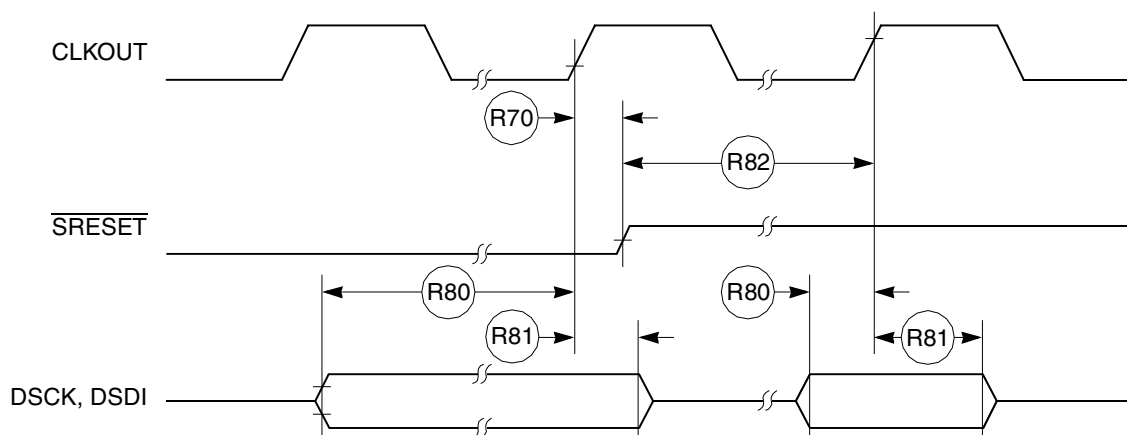 CLKOUT
R70
R82
SRESET
R80
R80
R81
R81
DSCK, DSDI